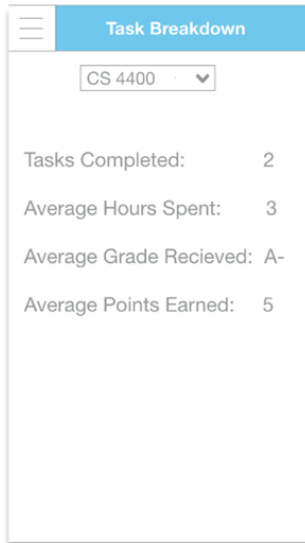 Task Breakdown
CS 4400
Tasks Completed: 2
Average Hours Spent: 3
Average Grade Recieved: A-
Average Points Earned: 5